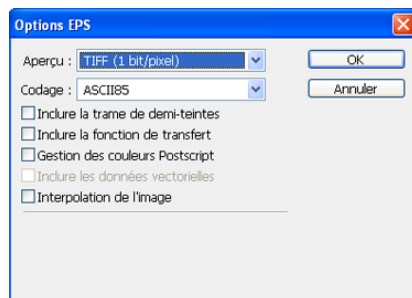 Options EPS
Aperçu : TIFF (1 bit/pixel)
OK
Codage : ASCII85
Annuler
Inclure la trame de demi-teintes
Inclure la fonction de transfert
Gestion des couleurs Postscript
Inclure les données vectorielles
Interpolation de l'image